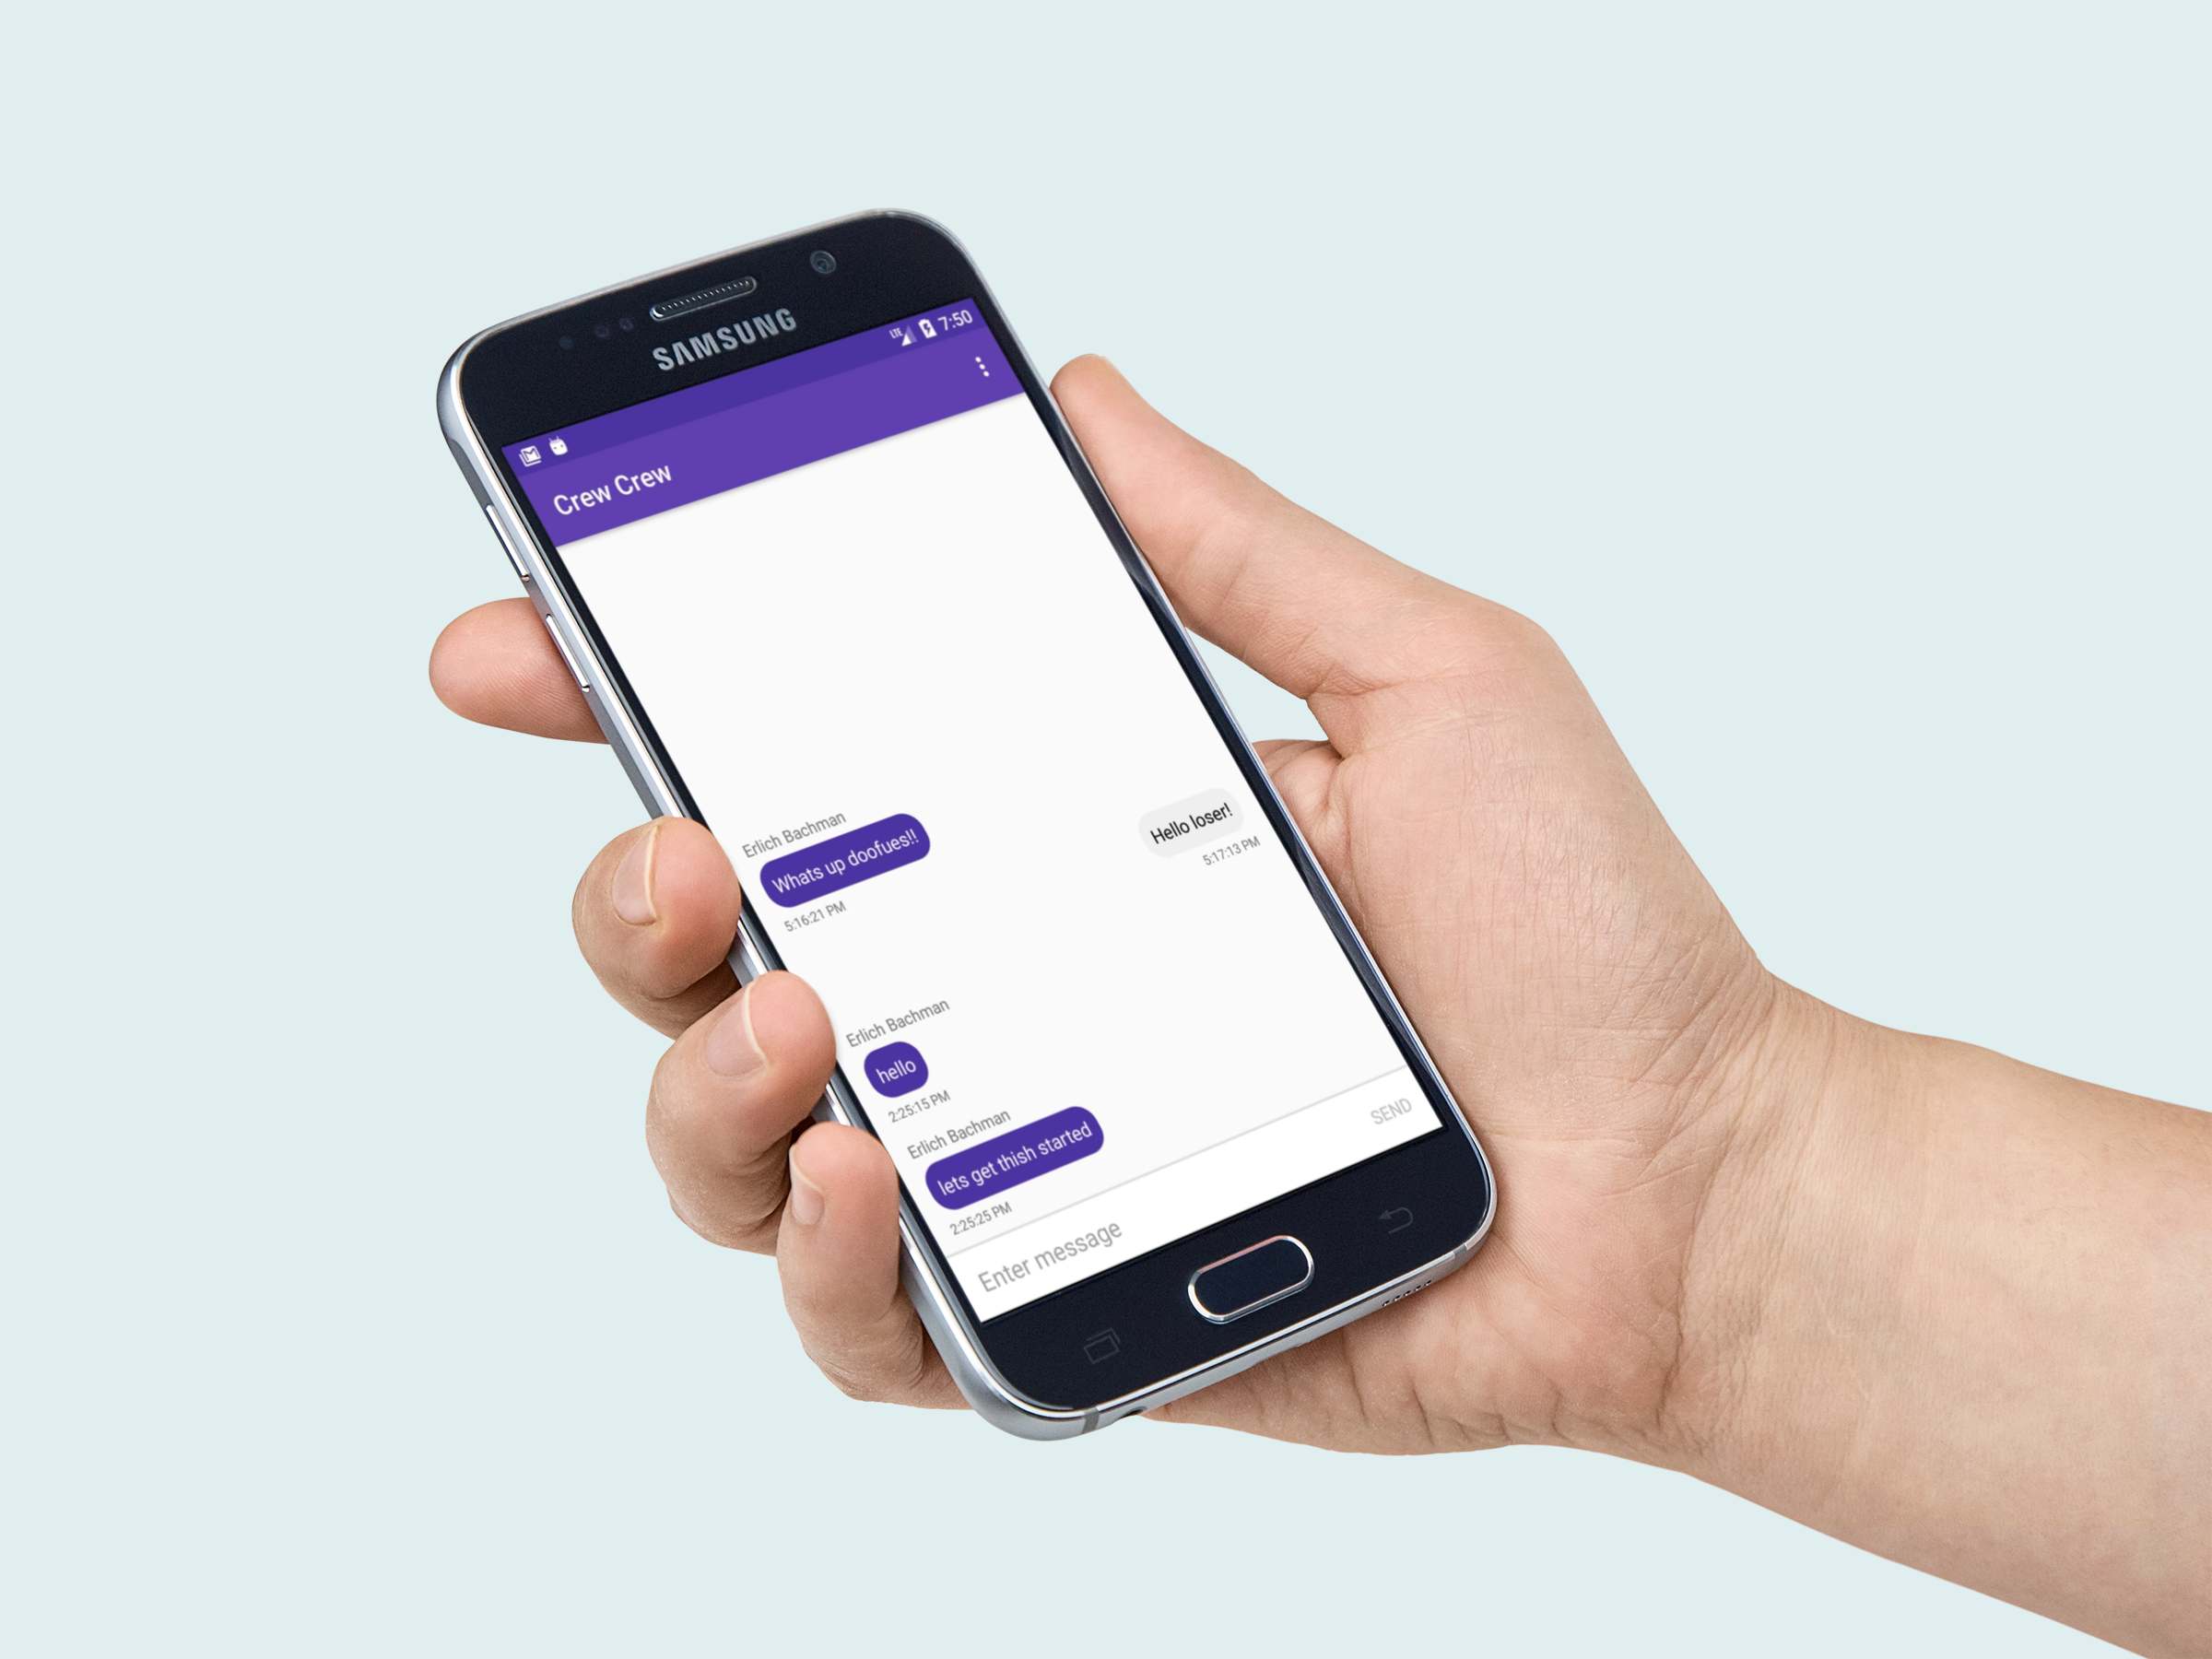 SAMSUNG
LTE 7:50
Crew Crew
Erlich Bachman
Whats up doofues!!
5:16:21 PM
Hello loser!
5:17:13 PM
Erlich Bachman
hello
2:25:15 PM
Erlich Bachman
lets get thish started
2:25:25 PM
Enter message
SEND